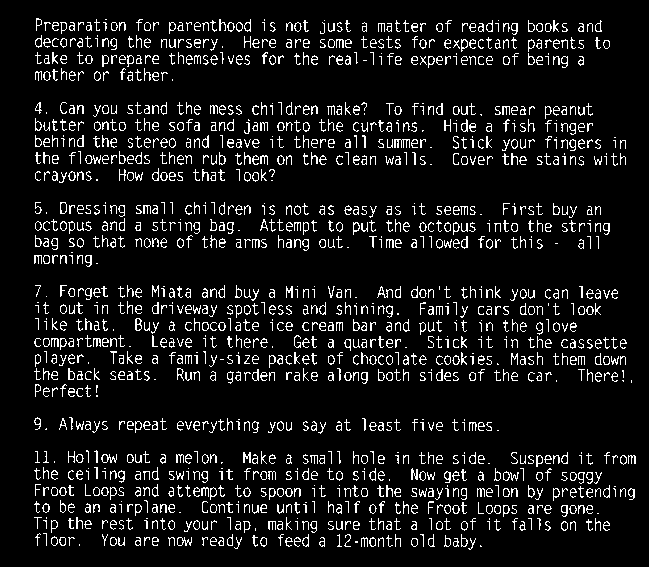 Preparation for parenthood is not just a matter of reading books and
decorating the nursery.  Here are some tests for expectant parents to
take to prepare themselves for the real-life experience of being a
mother or father.

4. Can you stand the mess children make?  To find out, smear peanut
butter onto the sofa and jam onto the curtains.  Hide a fish finger
behind the stereo and leave it there all summer.  Stick your fingers in
the flowerbeds then rub them on the clean walls.  Cover the stains with
crayons.  How does that look?

5. Dressing small children is not as easy as it seems.  First buy an
octopus and a string bag.  Attempt to put the octopus into the string
bag so that none of the arms hang out.  Time allowed for this -  all
morning.

7. Forget the Miata and buy a Mini Van.  And don't think you can leave
it out in the driveway spotless and shining.  Family cars don't look
like that.  Buy a chocolate ice cream bar and put it in the glove
compartment.  Leave it there.  Get a quarter.  Stick it in the cassette
player.  Take a family-size packet of chocolate cookies. Mash them down
the back seats.  Run a garden rake along both sides of the car.  There!,
Perfect!

9. Always repeat everything you say at least five times.

11. Hollow out a melon.  Make a small hole in the side.  Suspend it from
the ceiling and swing it from side to side.  Now get a bowl of soggy
Froot Loops and attempt to spoon it into the swaying melon by pretending
to be an airplane.  Continue until half of the Froot Loops are gone.
Tip the rest into your lap, making sure that a lot of it falls on the
floor.  You are now ready to feed a 12-month old baby.